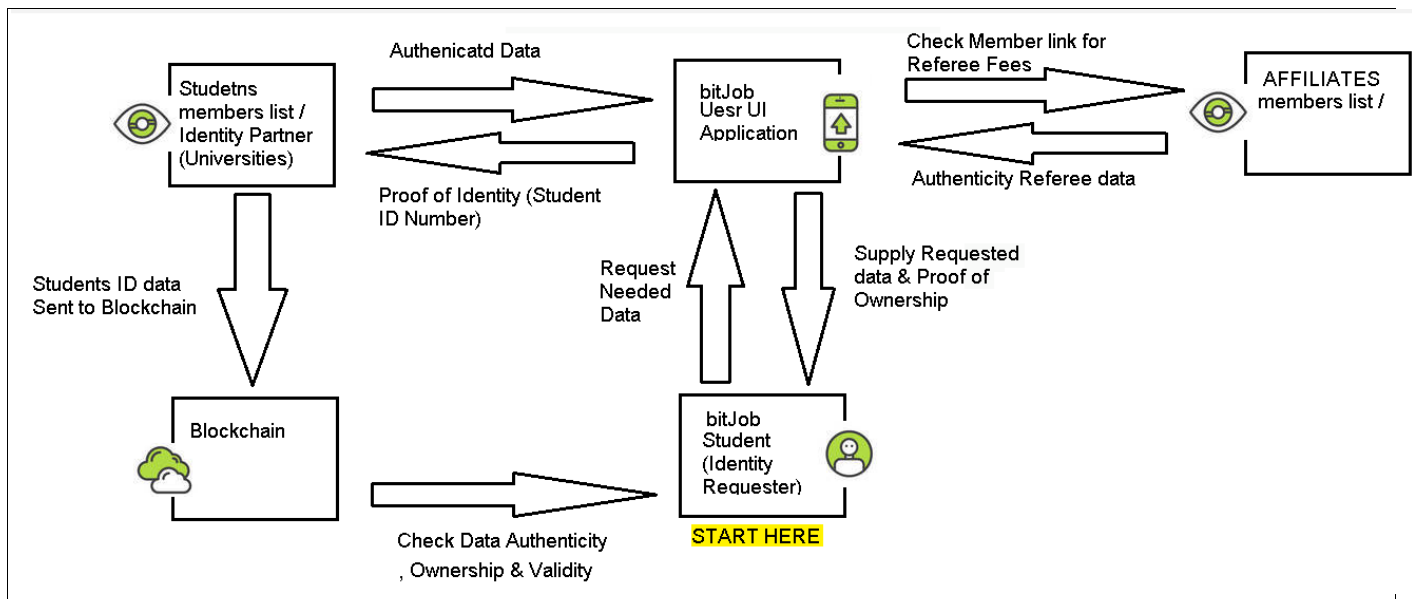 Authenicatd Data
Check Member link for
Referee Fees
Studetns
members list /
Identity Partner
(Universities)
bitJob
Uesr UI
Application
AFFILIATES
members list /
Proof of Identity (Student
ID Number)
Authenticity Referee data
Students ID data
Sent to Blockchain
Request
Needed
Data
Supply Requested
data & Proof of
Ownership
Blockchain
bitJob
Student
(Identity
Requester)
START HERE
Check Data Authenticity
, Ownership & Validity